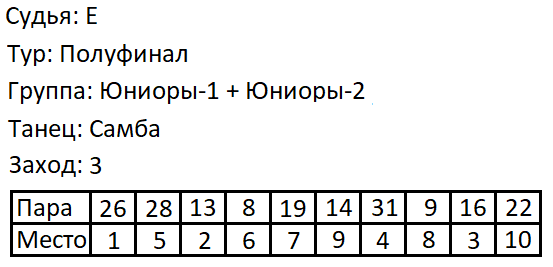 Судья: Е
Тур: Полуфинал
Группа: Юниоры-1 + Юниоры-2
Танец: Самба
Заход: 3
Пара 26 28 13 8 19 14 31 9 16 22
Место 1 5 2 6 7 9 4 8 3 10